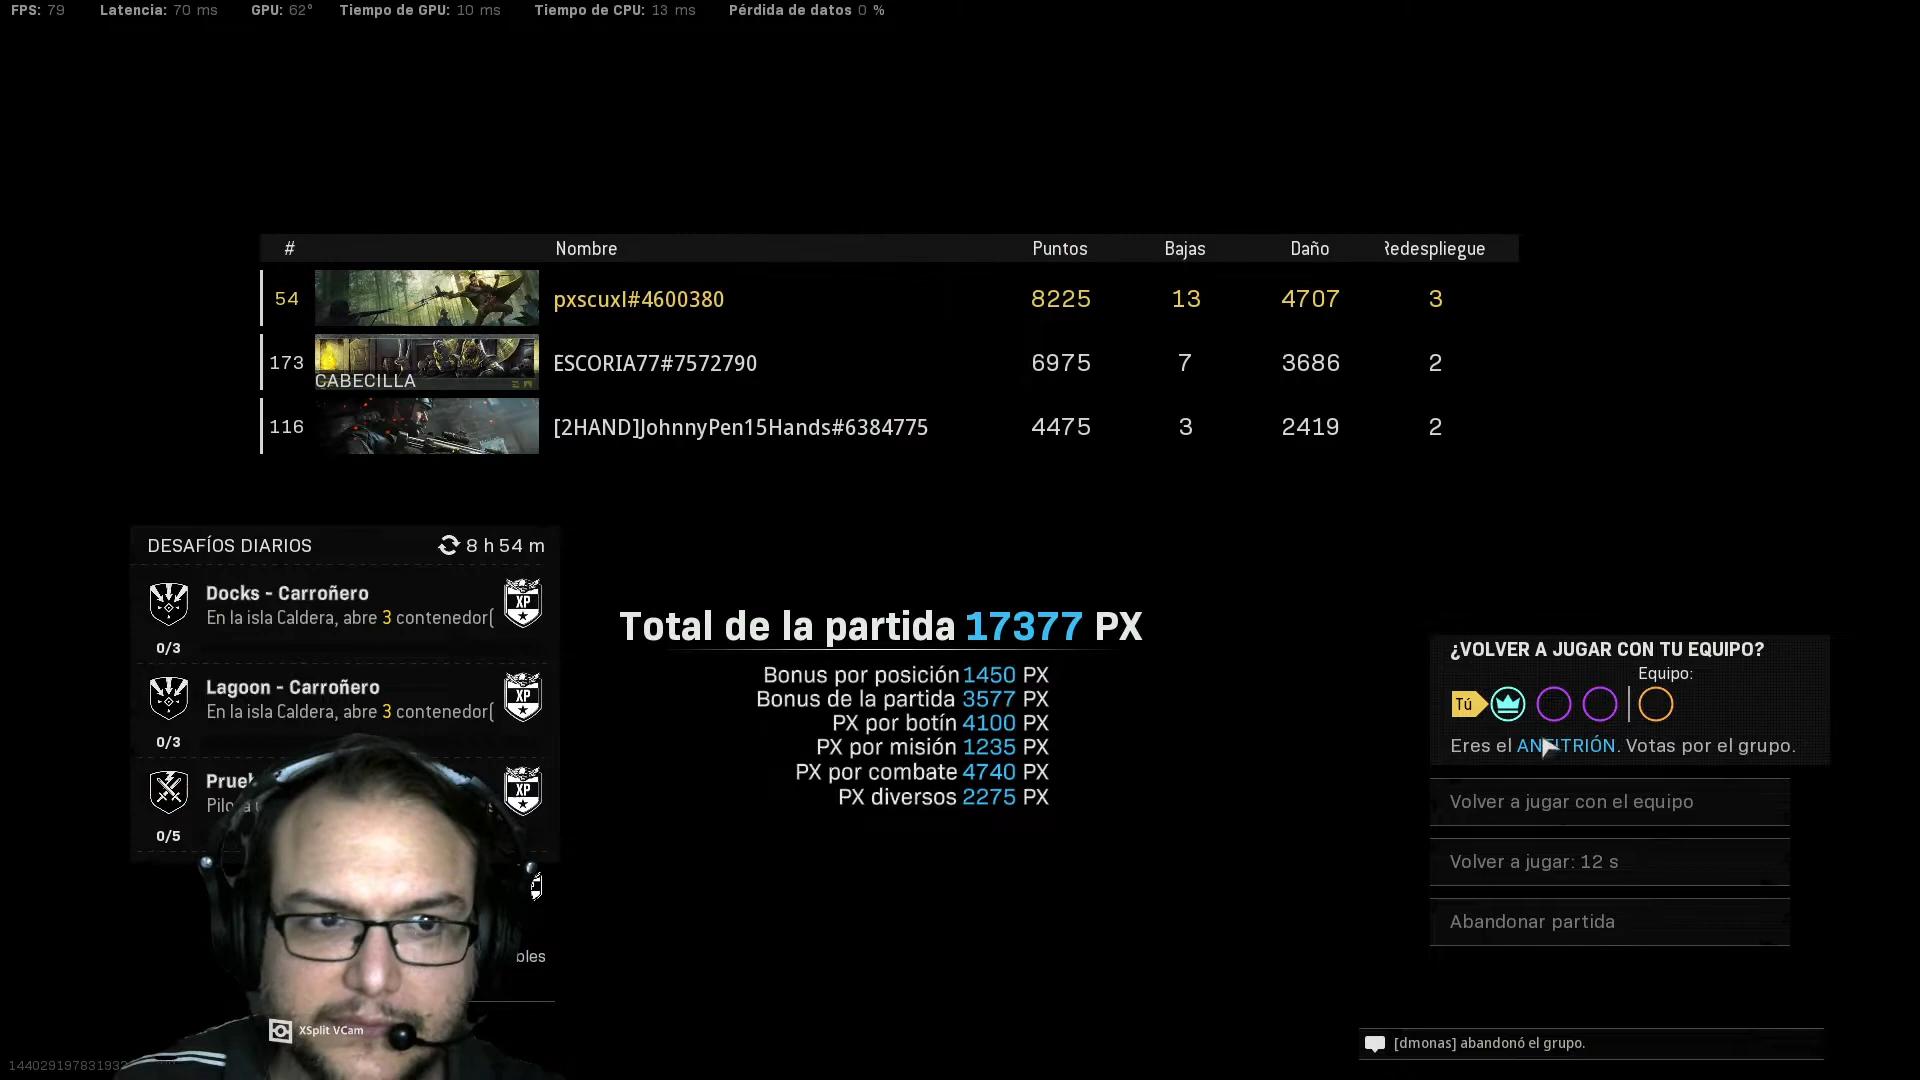 FPS: 79 Latencia: 70 ms GPU: 62° Tiempo de GPU: 10 ms Tiempo de CPU: 13 ms Pérdida de datos 0 %
# Nombre Puntos Bajas Daño Redespliegue
54 pxscuxl#4600380 8225 13 4707 3
173 CABECILLA ESCORIA77#7572790 6975 7 3686 2
116 [2HAND]JohnnyPen15Hands#6384775 4475 3 2419 2
DESAFÍOS DIARIOS 8 h 54 m
Docks - Carroñero
En la isla Caldera, abre 3 contenedor(
XP
0/3
Lagoon - Carroñero
En la isla Caldera, abre 3 contenedor(
XP
0/3
XP
0/5
bles
XSplit VCam
Total de la partida 17377 PX
Bonus por posición 1450 PX
Bonus de la partida 3577 PX
PX por botín 4100 PX
PX por misión 1235 PX
PX por combate 4740 PX
PX diversos 2275 PX
¿VOLVER A JUGAR CON TU EQUIPO?
Equipo:
Tú
Eres el ANFITRIÓN. Votas por el grupo.
Volver a jugar con el equipo
Volver a jugar: 12 s
Abandonar partida
[dmonas] abandonó el grupo.